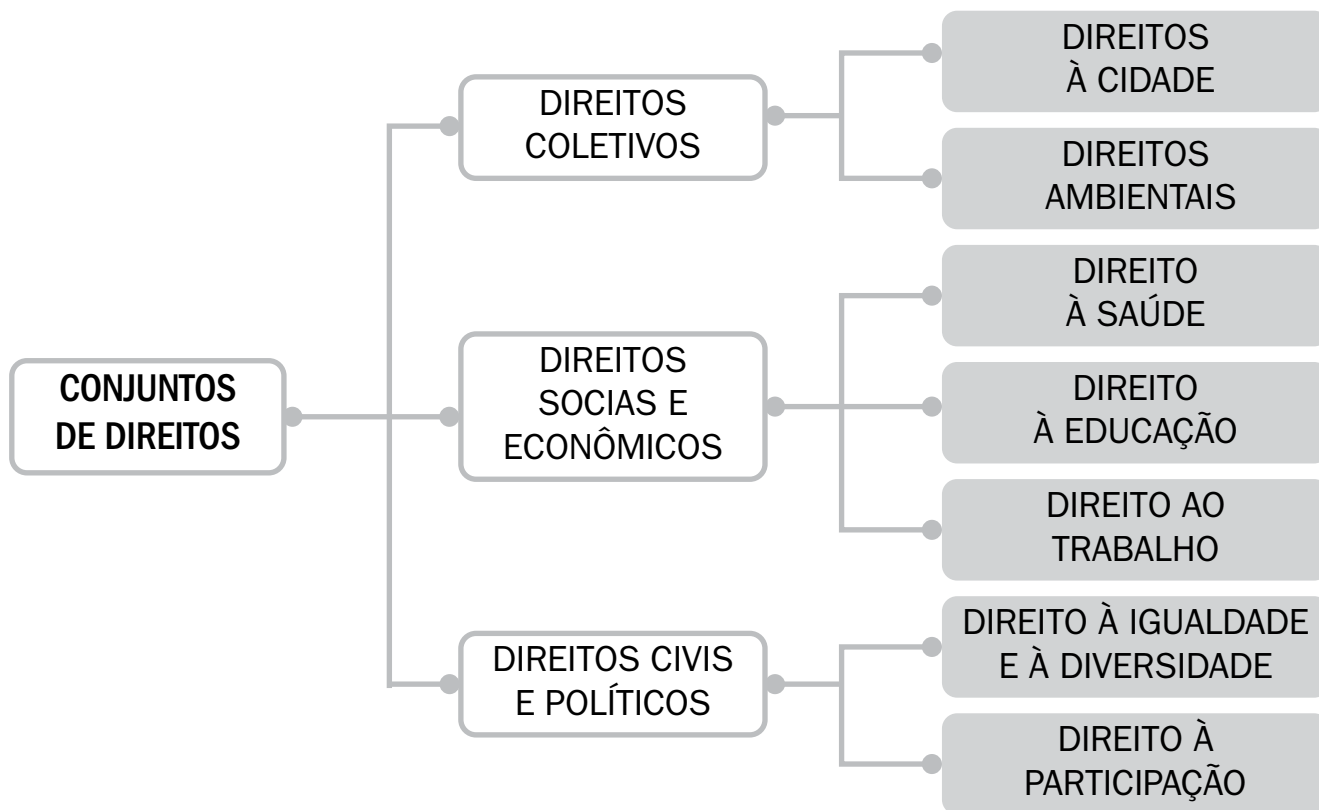 CONJUNTOS
DE DIREITOS
DIREITOS
COLETIVOS
DIREITOS
À CIDADE
DIREITOS
AMBIENTAIS
DIREITOS
SOCIAS E
ECONÔMICOS
DIREITO
À SAÚDE
DIREITO
À EDUCAÇÃO
DIREITO AO
TRABALHO
DIREITOS CIVIS
E POLÍTICOS
DIREITO À IGUALDADE
E À DIVERSIDADE
DIREITO À
PARTICIPAÇÃO